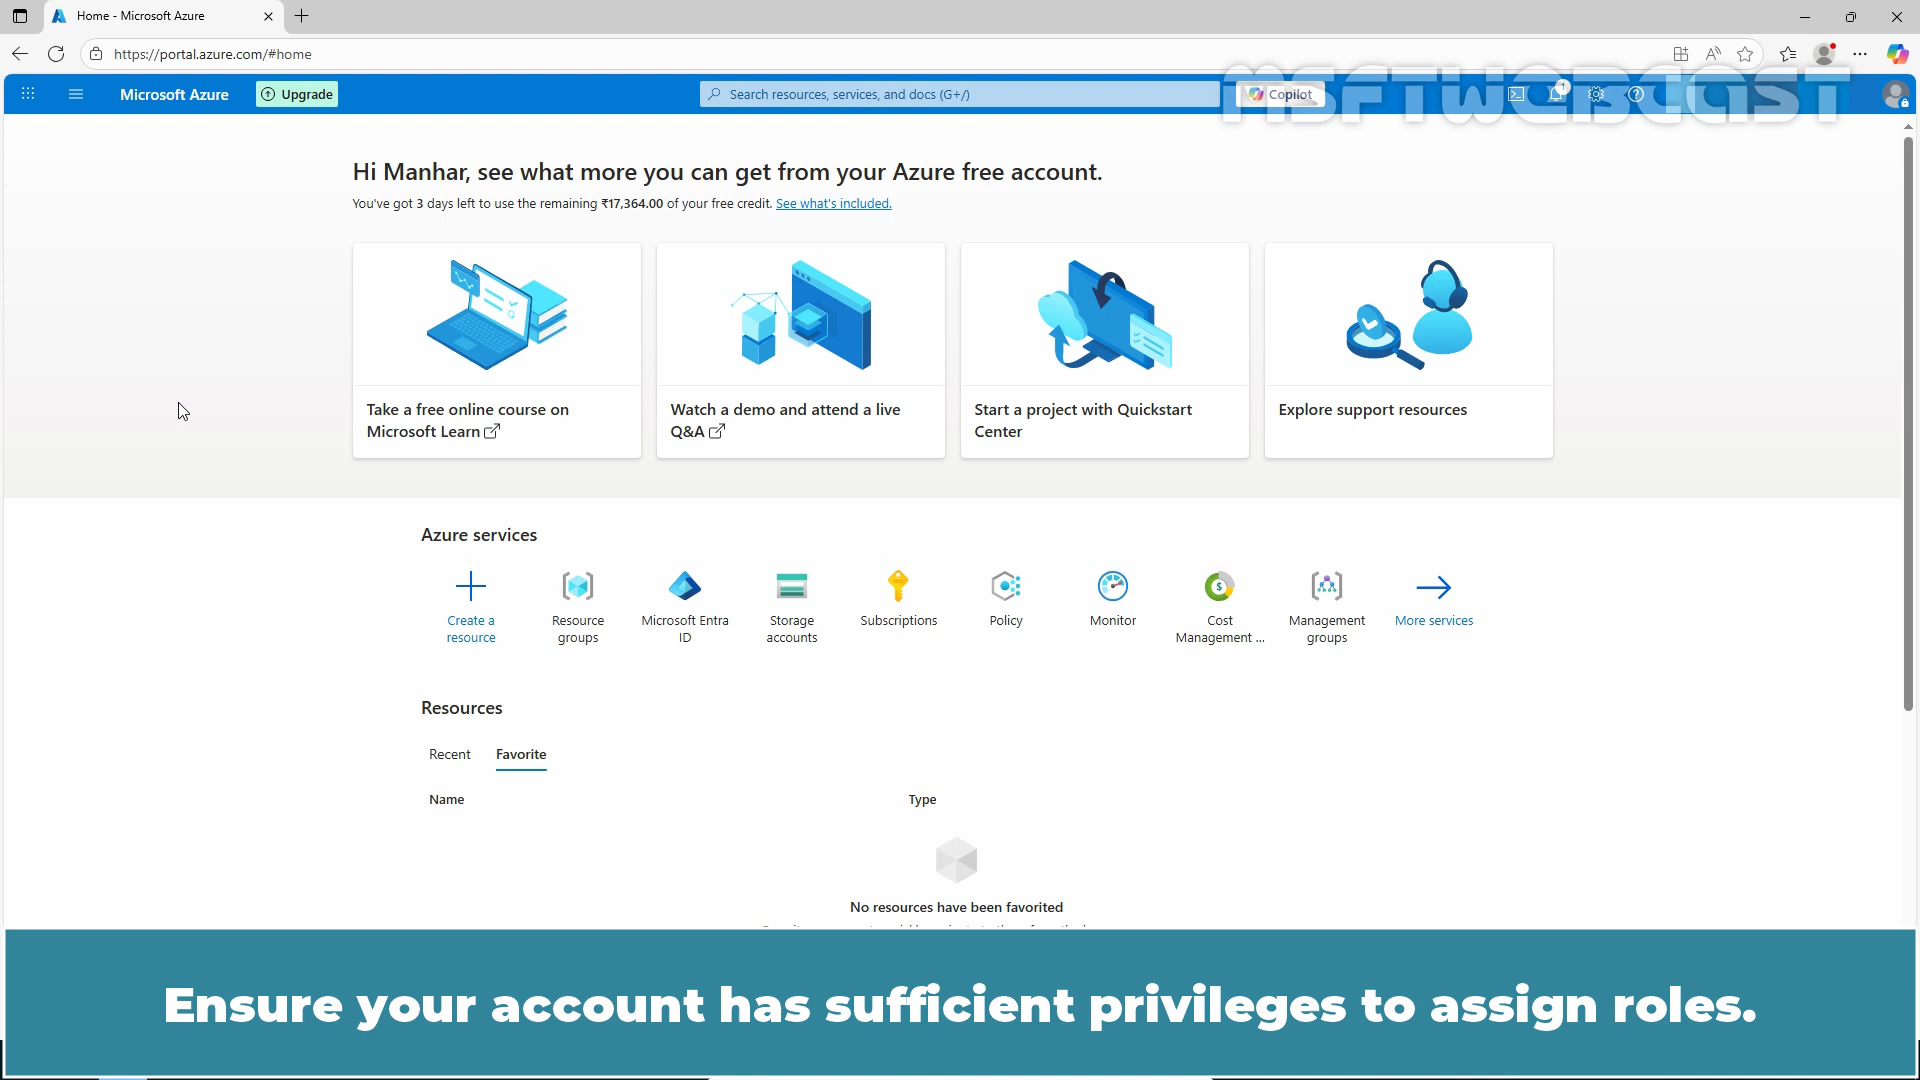 Home - Microsoft Azure
https://portal.azure.com/#home
MSFTWEBCAST
Microsoft Azure
Upgrade
Search resources, services, and docs (G+/)
Copilot
1
Hi Manhar, see what more you can get from your Azure free account.
You've got 3 days left to use the remaining ₹17,364.00 of your free credit. See what's included.
Take a free online course on
Microsoft Learn
Watch a demo and attend a live
Q&A
Start a project with Quickstart
Center
Explore support resources
Azure services
Create a
resource
Resource
groups
Microsoft Entra
ID
Storage
accounts
Subscriptions
Policy
Monitor
Cost
Management ...
Management
groups
More services
Resources
Recent
Favorite
Name
Type
No resources have been favorited
Ensure your account has sufficient privileges to assign roles.